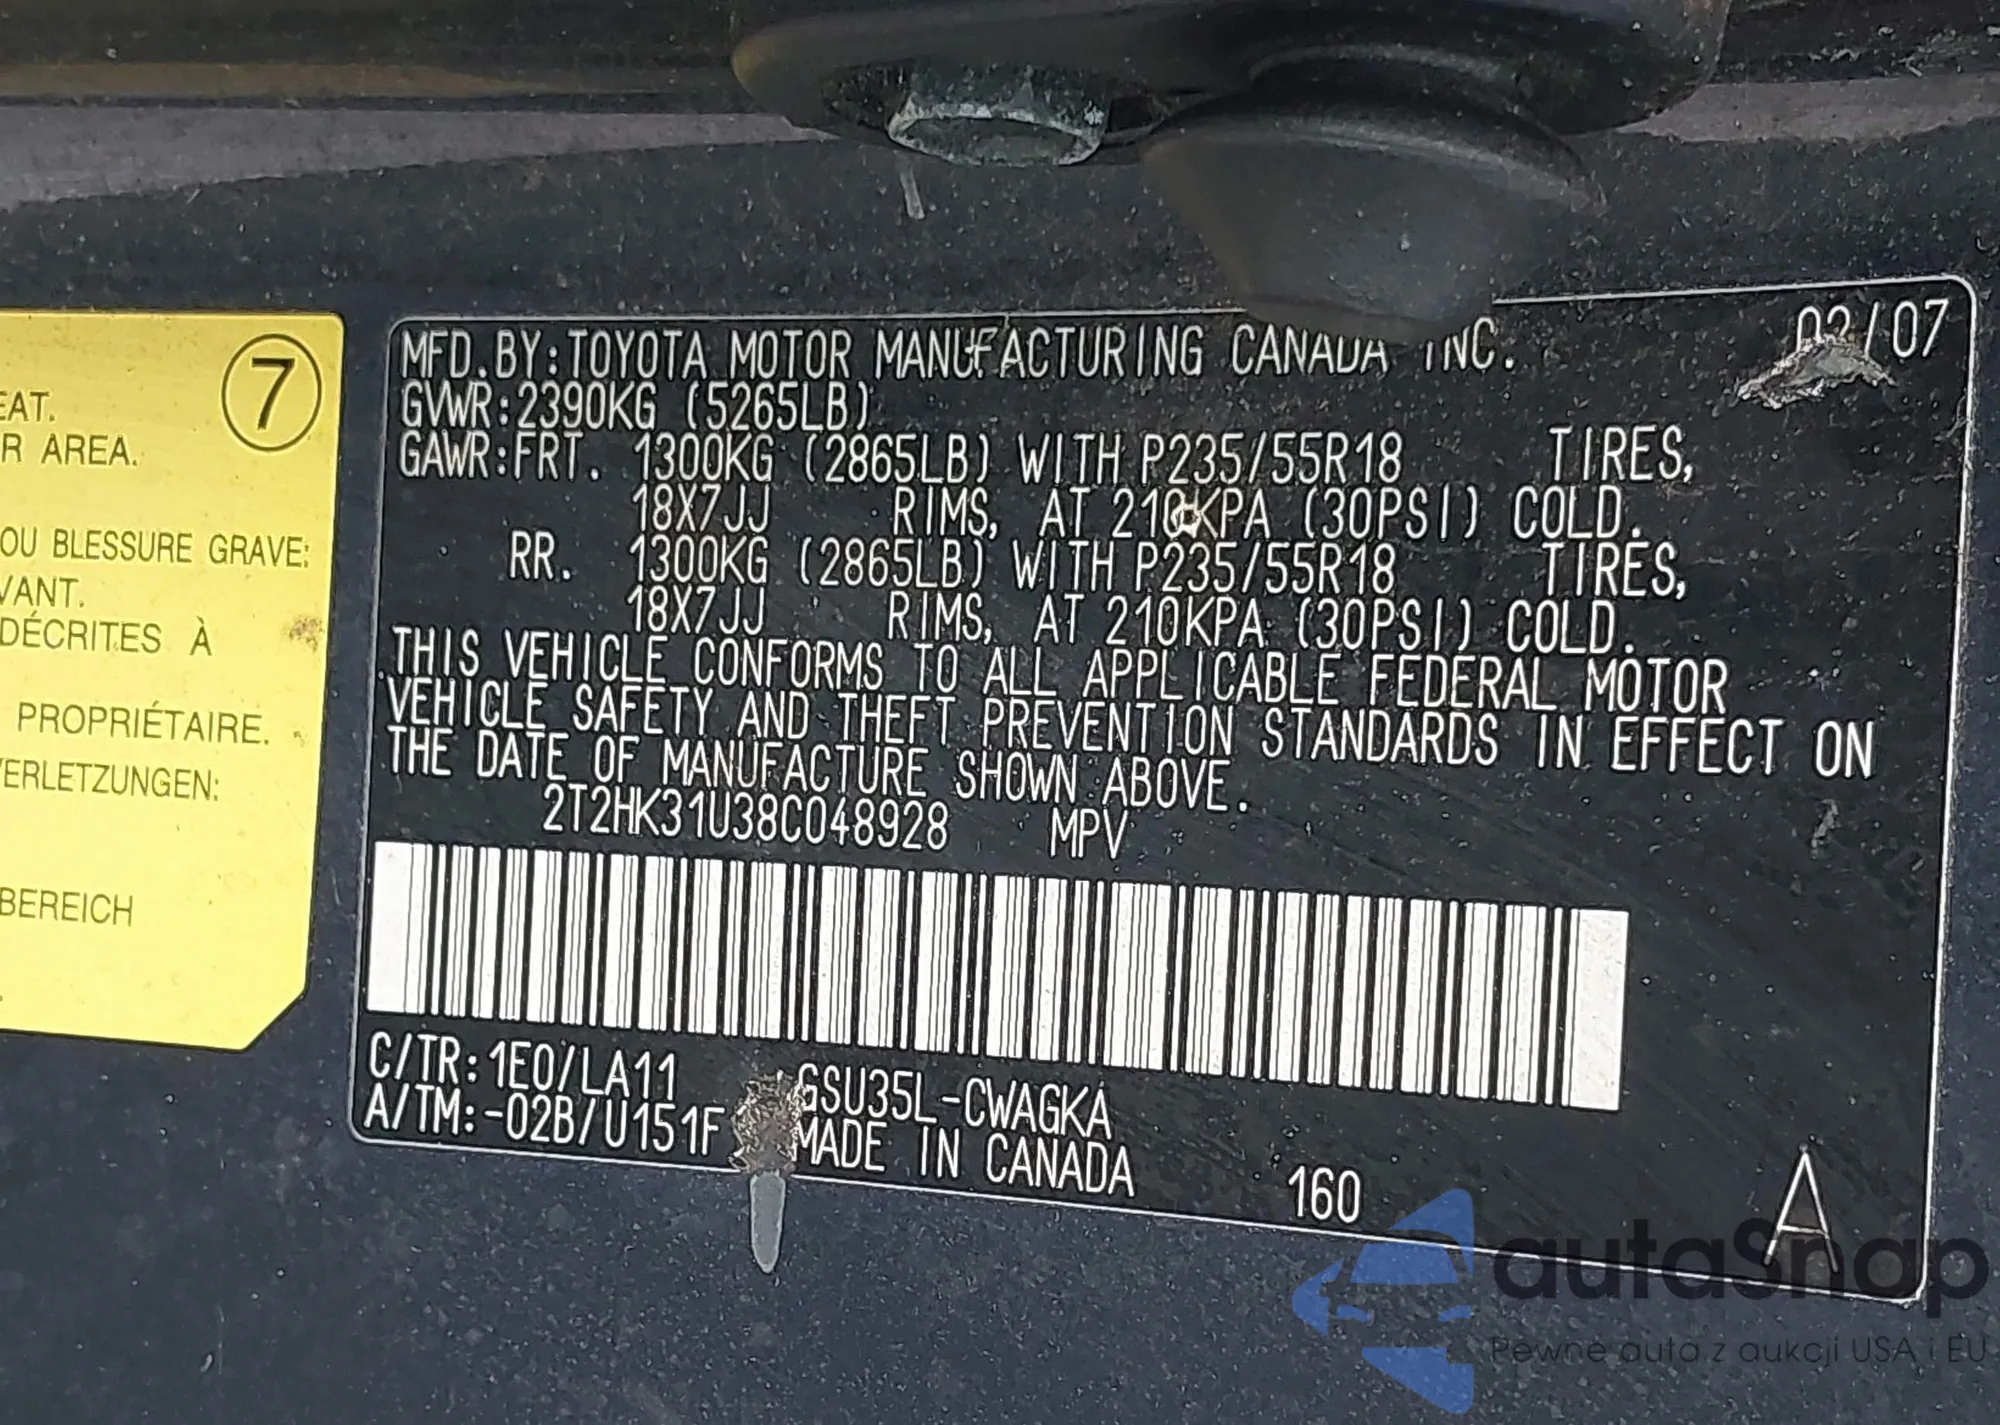 7
EAT.
R AREA.
OU BLESSURE GRAVE:
VANT.
DÉCRITES À
PROPRIÉTAIRE.
VERLETZUNGEN:
BEREICH
MFD.BY:TOYOTA MOTOR MANUFACTURING CANADA INC. /07
GVWR:2390KG (5265LB)
GAWR:FRT. 1300KG (2865LB) WITH P235/55R18 TIRES,
18X7JJ RIMS, AT 210KPA (30PSI) COLD.
RR. 1300KG (2865LB) WITH P235/55R18 TIRES,
18X7JJ RIMS, AT 210KPA (30PSI) COLD.
THIS VEHICLE CONFORMS TO ALL APPLICABLE FEDERAL MOTOR
VEHICLE SAFETY AND THEFT PREVENTION STANDARDS IN EFFECT ON
THE DATE OF MANUFACTURE SHOWN ABOVE.
2T2HK31U38C048928 MPV
C/TR:1E0/LA11 GSU35L-CWAGKA
A/TM:-02B/U151F MADE IN CANADA 160 A
autaSnap
Pewne auta z aukcji USA i EU